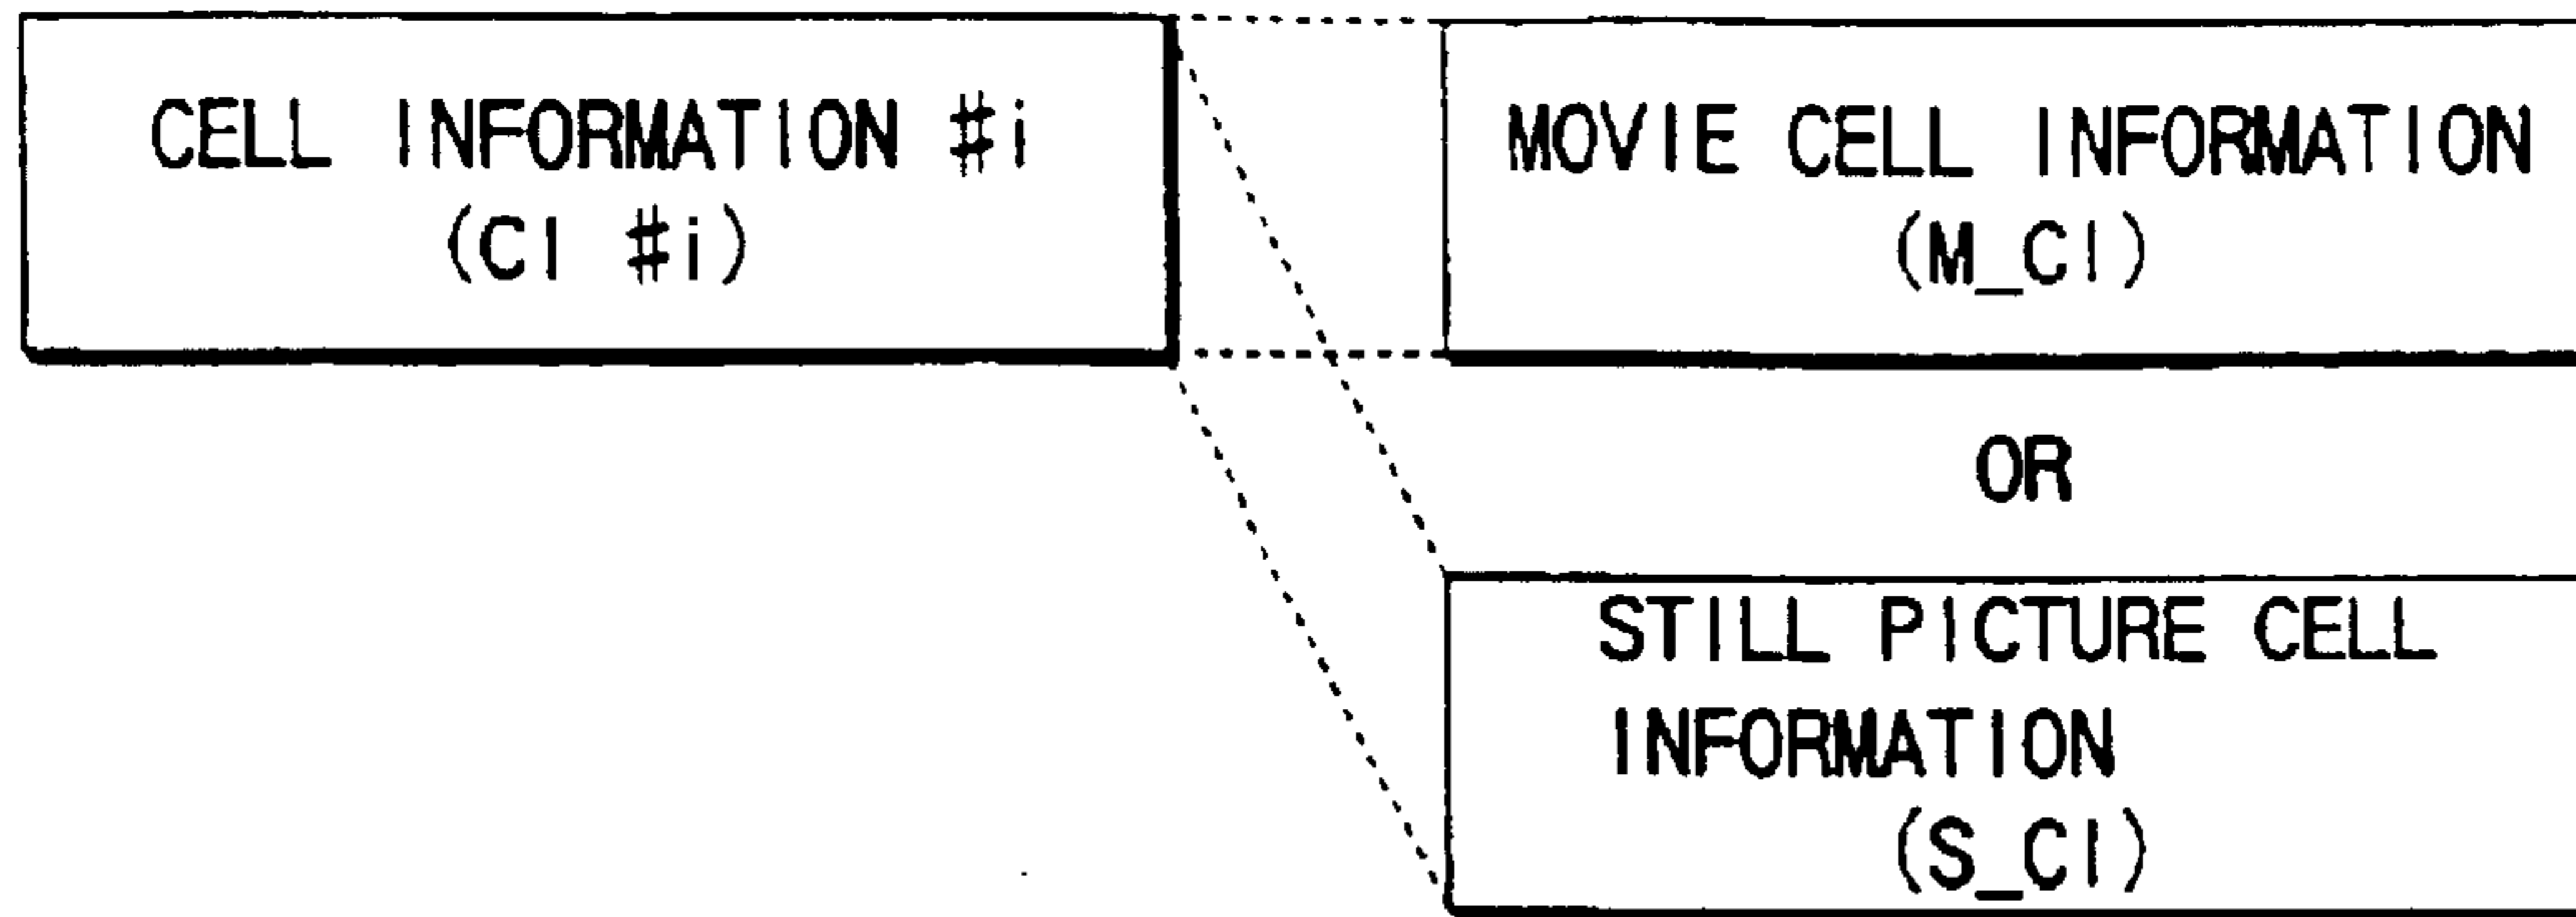 CELL INFORMATION #i
(CI #i)
MOVIE CELL INFORMATION
(M_CI)
OR
STILL PICTURE CELL
INFORMATION
(S_CI)